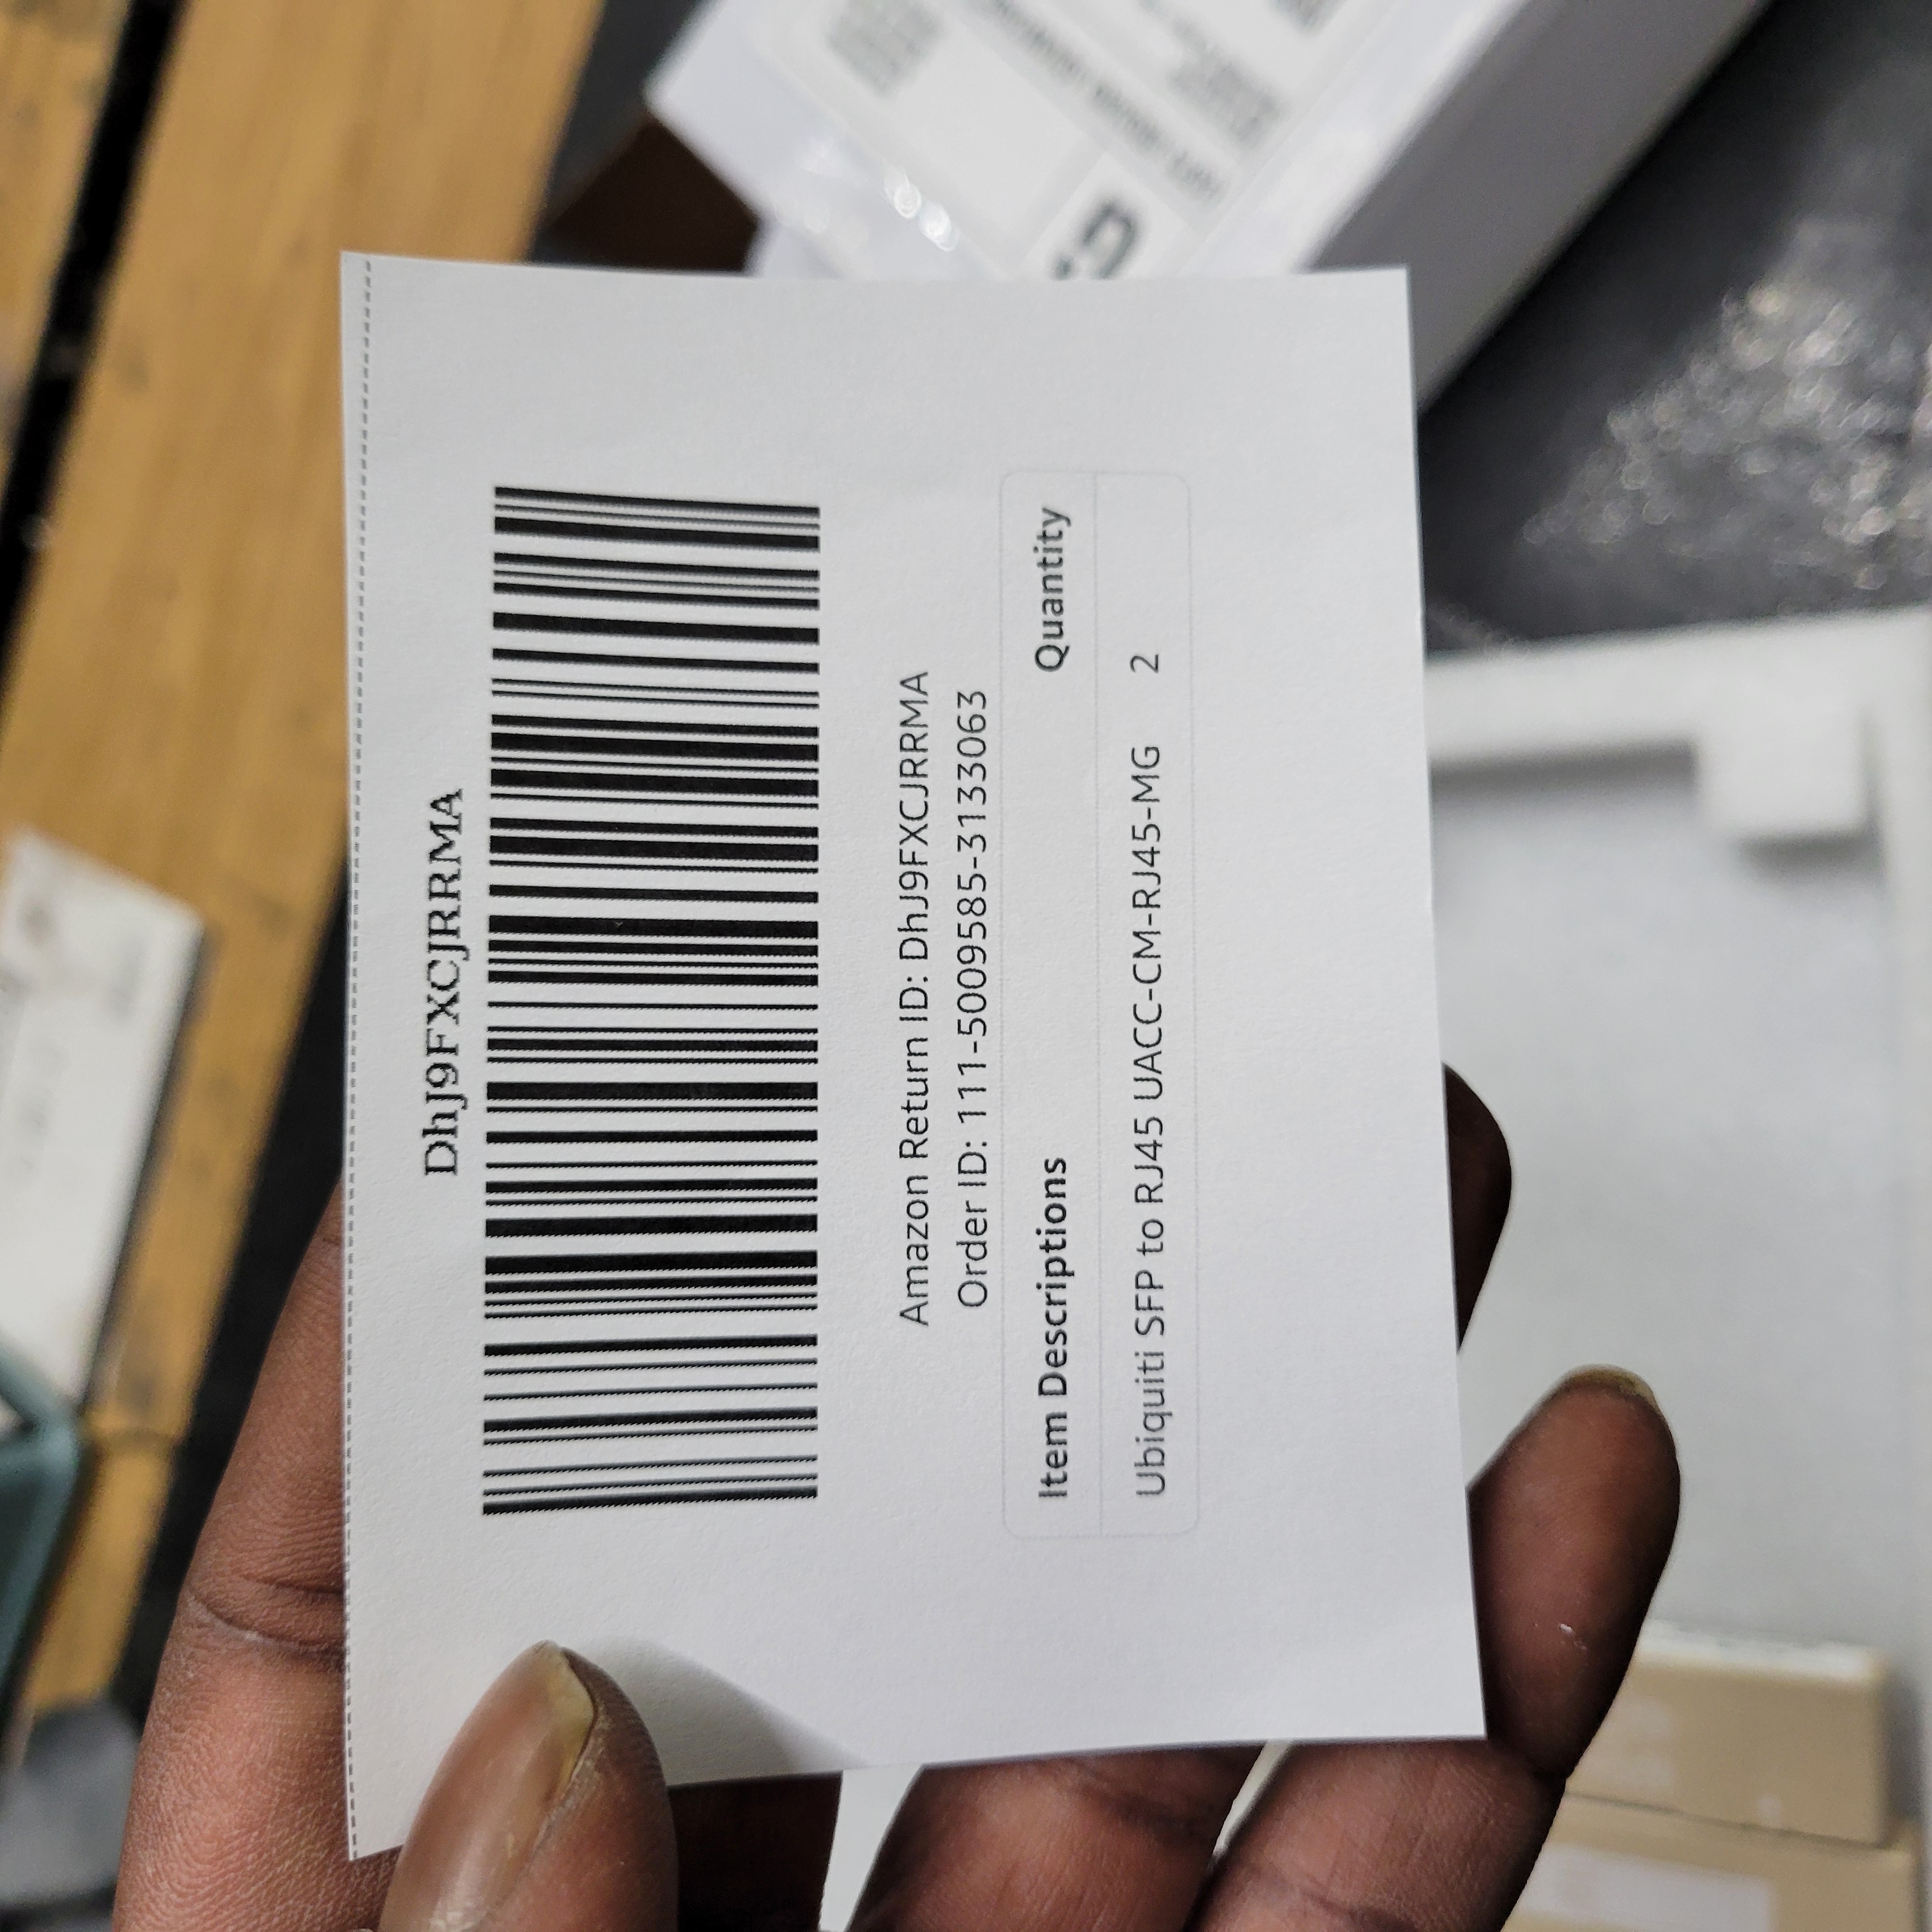 DhJ9FXCJRRMA
Amazon Return ID: DhJ9FXCJRRMA
Order ID: 111-5009585-3133063
Item Descriptions Quantity
Ubiquiti SFP to RJ45 UACC-CM-RJ45-MG 2